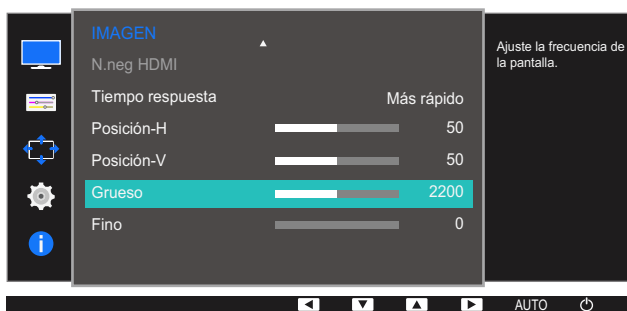 IMAGEN
N.neg HDMI
Tiempo respuesta Más rápido
Posición-H 50
Posición-V 50
Grueso 2200
Fino 0
Ajuste la frecuencia de
la pantalla.
AUTO